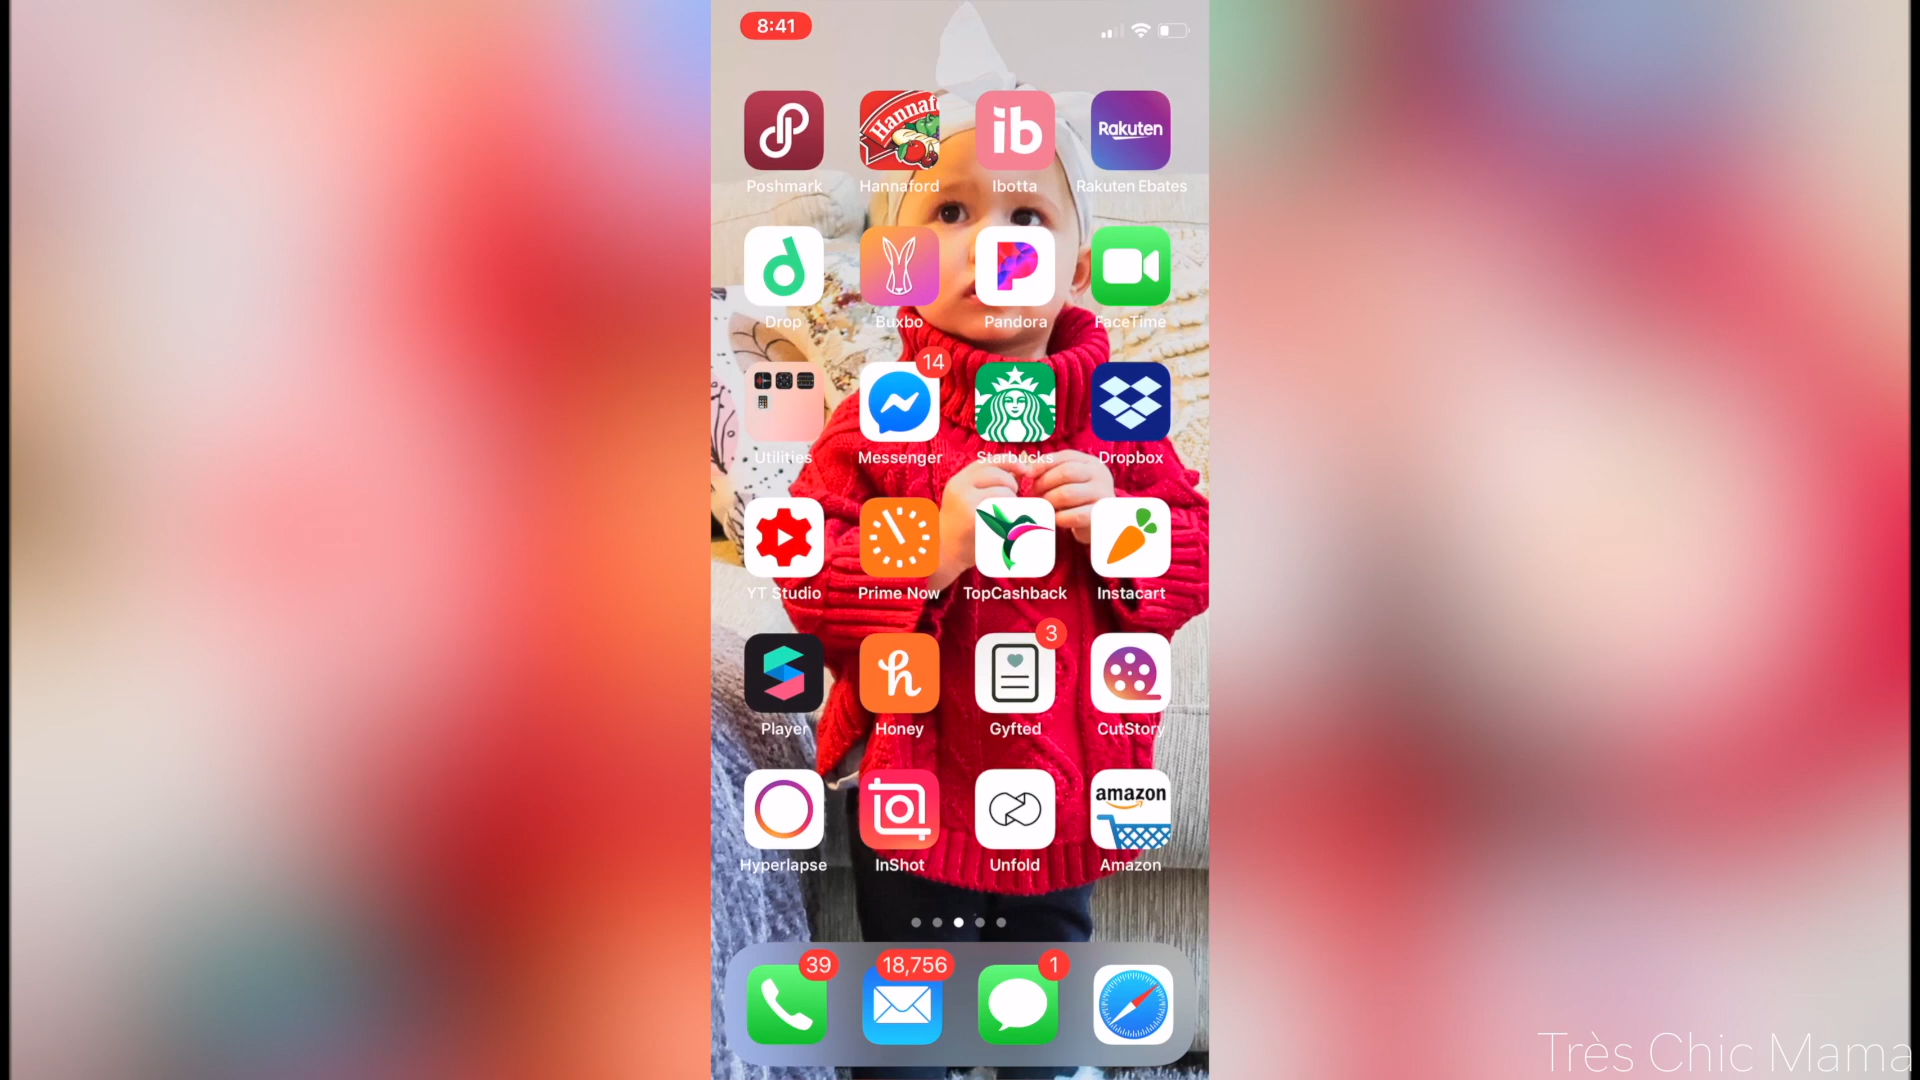 8:41
Hannaford
ib
Rakuten
Poshmark Hannaford Ibotta Rakuten Ebates
Drop Buxbo Pandora FaceTime
14
Utilities Messenger Starbucks Dropbox
YT Studio Prime Now TopCashback Instacart
3
h
Player Honey Gyfted CutStory
amazon
Hyperlapse InShot Unfold Amazon
39 18,756 1
Très Chic Mama